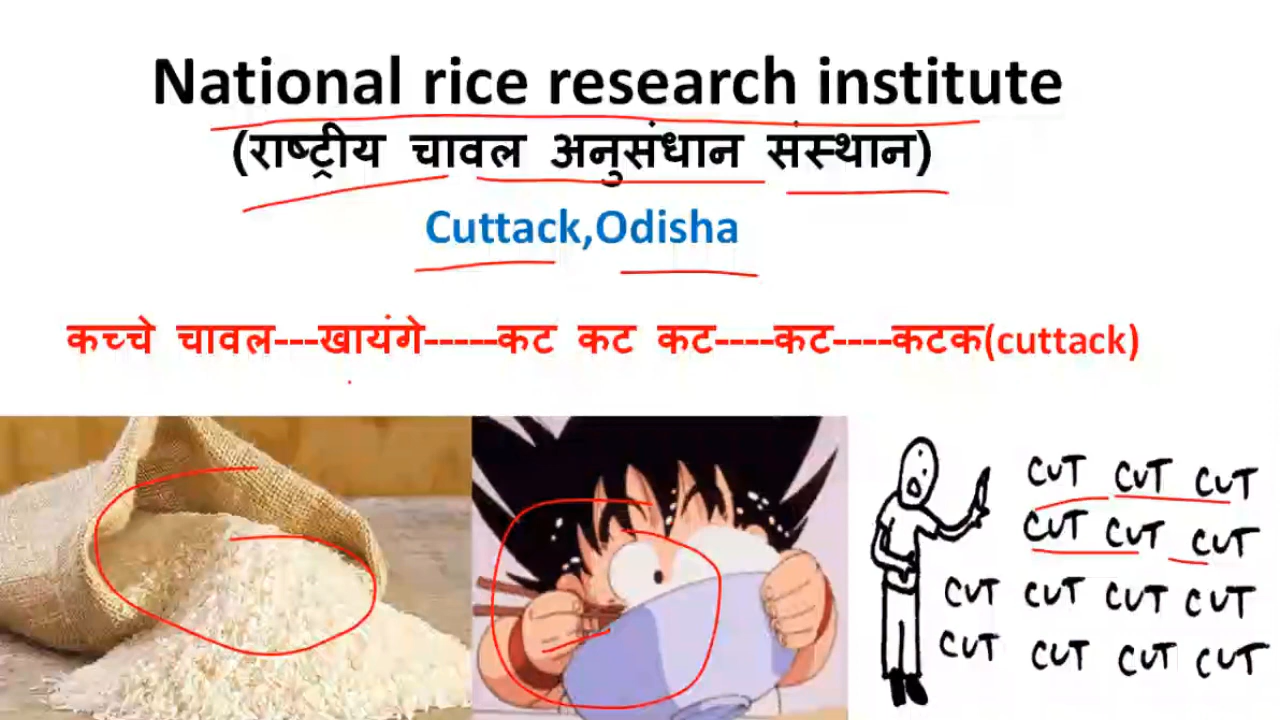 National rice research institute
(राष्ट्रीय चावल अनुसंधान संस्थान)
Cuttack,Odisha
कच्चे चावल---खायंगे-----कट कट कट----कट----कटक(cuttack)
CUT CUT CUT
CUT CUT CUT
CUT CUT CUT CUT
CUT CUT CUT CUT